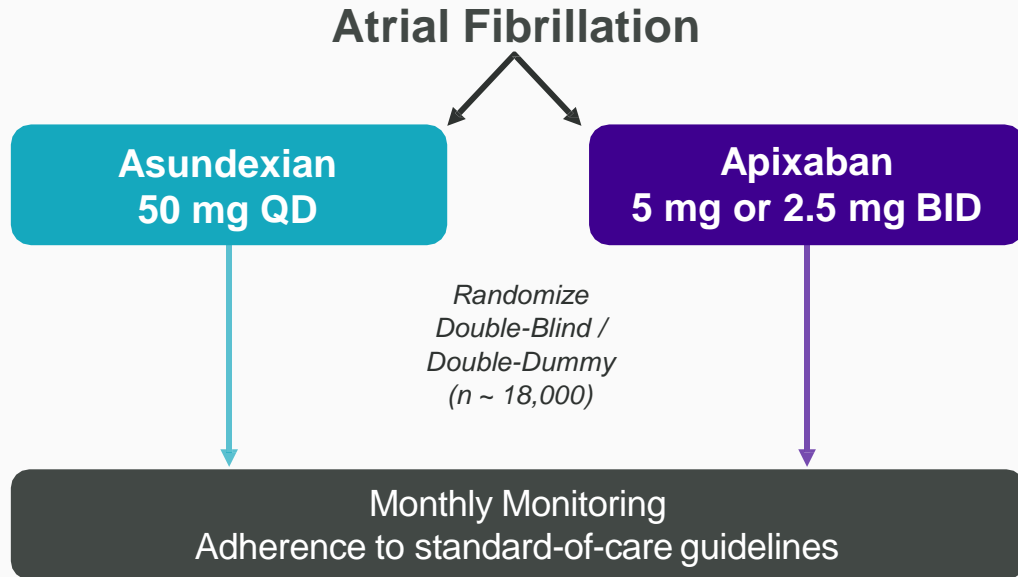 Atrial Fibrillation
Asundexian
50 mg QD
Apixaban
5 mg or 2.5 mg BID
Randomize
Double-Blind /
Double-Dummy
(n ~ 18,000)
Monthly Monitoring
Adherence to standard-of-care guidelines